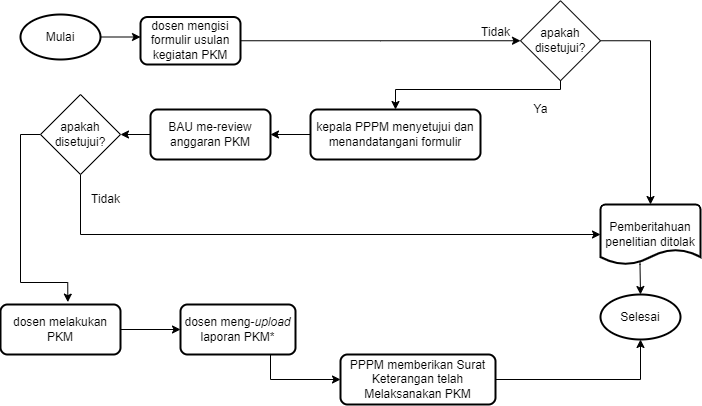 Mulai
dosen mengisi
formulir usulan
kegiatan PKM
Tidak
apakah
disetujui?
Ya
kepala PPPM menyetujui dan
menandatangani formulir
BAU me-review
anggaran PKM
apakah
disetujui?
Tidak
Pemberitahuan
penelitian ditolak
Selesai
dosen melakukan
PKM
dosen meng-upload
laporan PKM*
PPPM memberikan Surat
Keterangan telah
Melaksanakan PKM